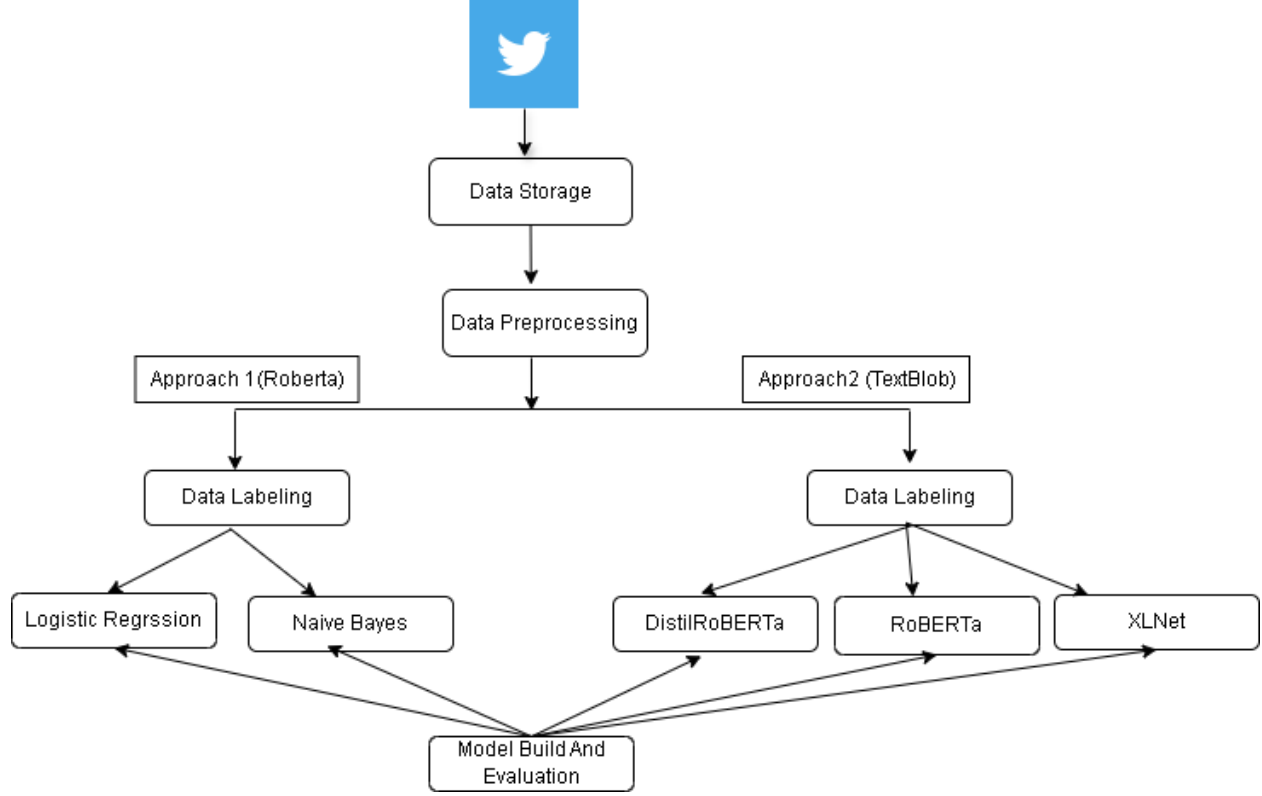 Data Storage
Data Preprocessing
Approach 1(Roberta)
Approach2 (TextBlob)
Data Labeling
Data Labeling
Logistic Regrssion
Naive Bayes
DistilRoBERTa
RoBERTa
XLNet
Model Build And
Evaluation